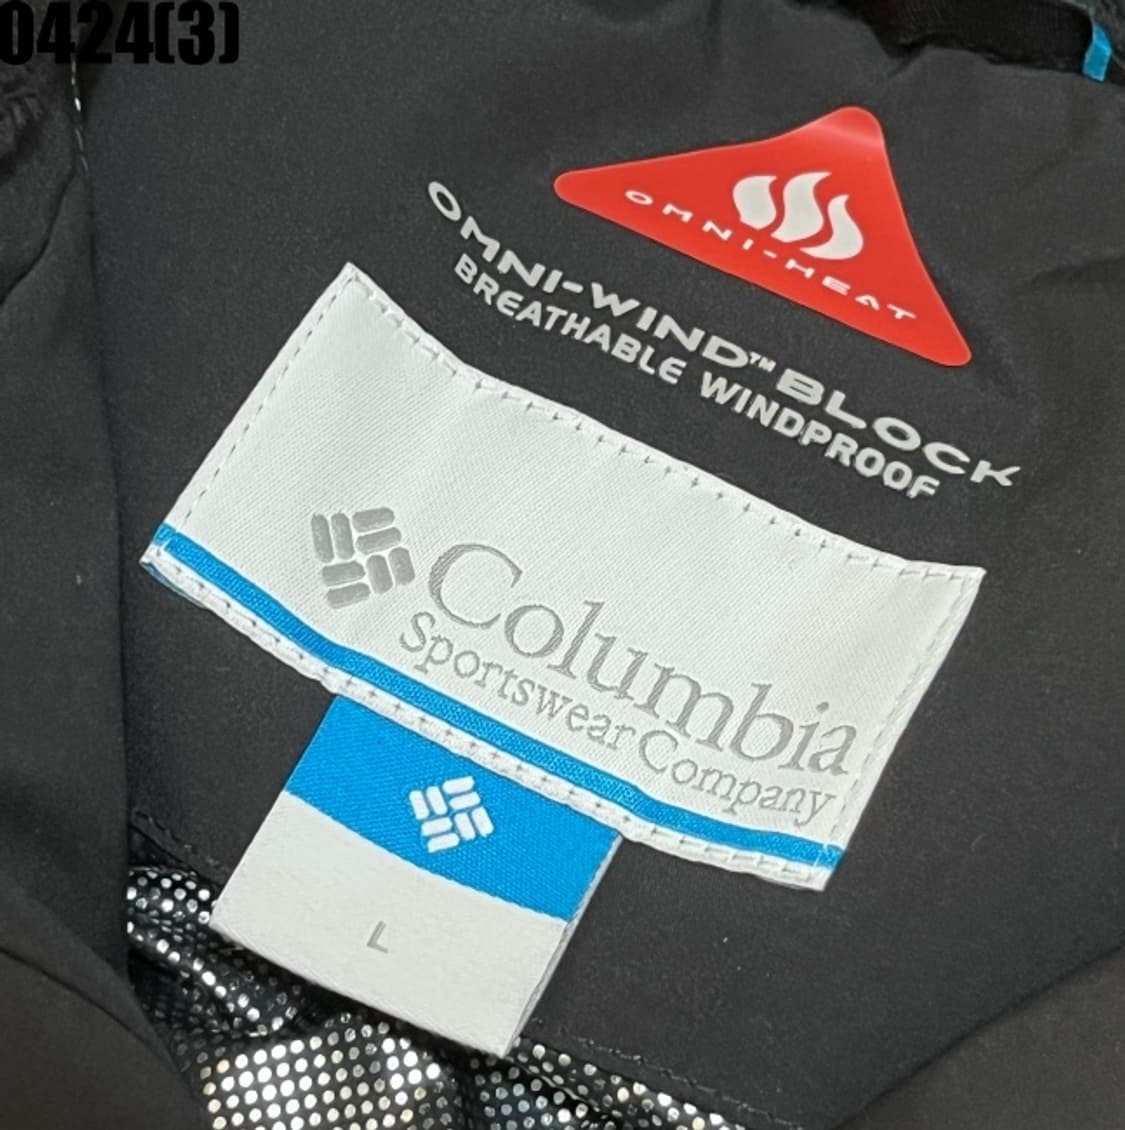 0424(3)
OMNI-HEAT
OMNI-WIND™ BLOCK
BREATHABLE WINDPROOF
Columbia
Sportswear Company
L